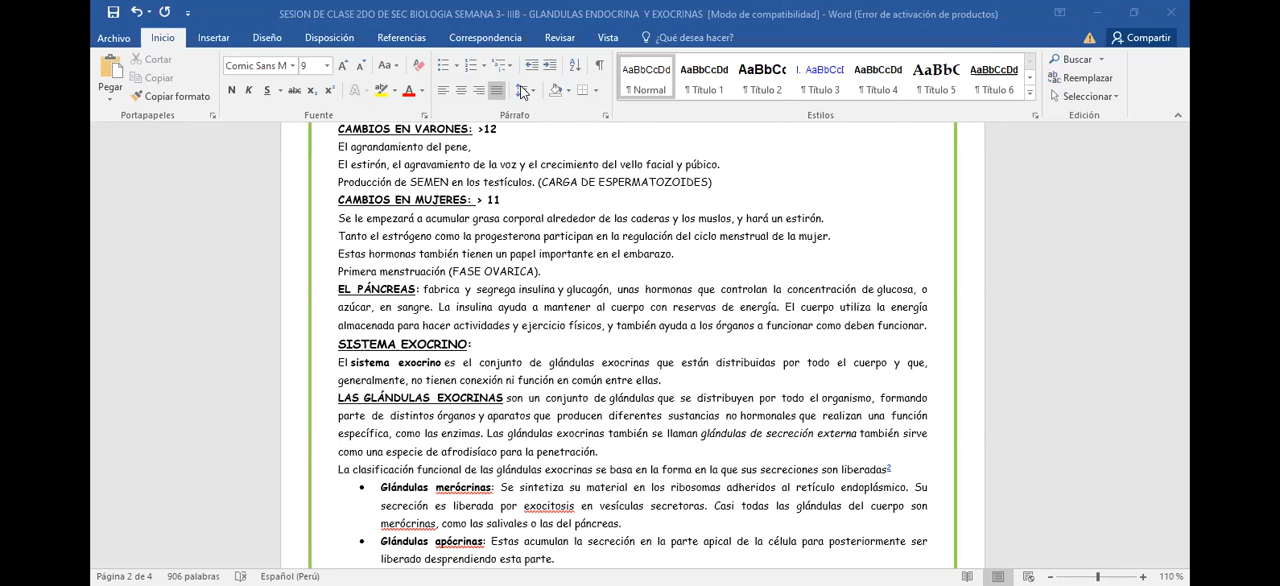 SESION DE CLASE 2DO DE SEC BIOLOGIA SEMANA 3- IIIB - GLANDULAS ENDOCRINA Y EXOCRINAS [Modo de compatibilidad] - Word (Error de activación de productos)
Archivo Inicio Insertar Diseño Disposición Referencias Correspondencia Revisar Vista ¿Qué desea hacer? Compartir
Pegar
Cortar
Copiar
Copiar formato
Portapapeles
Comic Sans M 9 Aa
N K S abc x₂ x² A
Fuente
Párrafo
AaBbCcDd AaBbCcDd AaBbCc I. AaBbCcI AaBbCcDd AaBbC AaBbCcDd
¶ Normal ¶ Título 1 ¶ Título 2 ¶ Título 3 ¶ Título 4 ¶ Título 5 ¶ Título 6
Estilos
Buscar
Reemplazar
Seleccionar
Edición
CAMBIOS EN VARONES: >12
El agrandamiento del pene,
El estirón, el agravamiento de la voz y el crecimiento del vello facial y púbico.
Producción de SEMEN en los testículos. (CARGA DE ESPERMATOZOIDES)
CAMBIOS EN MUJERES: > 11
Se le empezará a acumular grasa corporal alrededor de las caderas y los muslos, y hará un estirón.
Tanto el estrógeno como la progesterona participan en la regulación del ciclo menstrual de la mujer.
Estas hormonas también tienen un papel importante en el embarazo.
Primera menstruación (FASE OVARICA).
EL PÁNCREAS: fabrica y segrega insulina y glucagón, unas hormonas que controlan la concentración de glucosa, o
azúcar, en sangre. La insulina ayuda a mantener al cuerpo con reservas de energía. El cuerpo utiliza la energía
almacenada para hacer actividades y ejercicio físicos, y también ayuda a los órganos a funcionar como deben funcionar.
SISTEMA EXOCRINO:
El sistema exocrino es el conjunto de glándulas exocrinas que están distribuidas por todo el cuerpo y que,
generalmente, no tienen conexión ni función en común entre ellas.
LAS GLÁNDULAS EXOCRINAS son un conjunto de glándulas que se distribuyen por todo el organismo, formando
parte de distintos órganos y aparatos que producen diferentes sustancias no hormonales que realizan una función
específica, como las enzimas. Las glándulas exocrinas también se llaman glándulas de secreción externa también sirve
como una especie de afrodisíaco para la penetración.
La clasificación funcional de las glándulas exocrinas se basa en la forma en la que sus secreciones son liberadas2
• Glándulas merócrinas: Se sintetiza su material en los ribosomas adheridos al retículo endoplásmico. Su
secreción es liberada por exocitosis en vesículas secretoras. Casi todas las glándulas del cuerpo son
merócrinas, como las salivales o las del páncreas.
• Glándulas apócrinas: Estas acumulan la secreción en la parte apical de la célula para posteriormente ser
liberado desprendiendo esta parte.
Página 2 de 4 906 palabras Español (Perú) 110 %